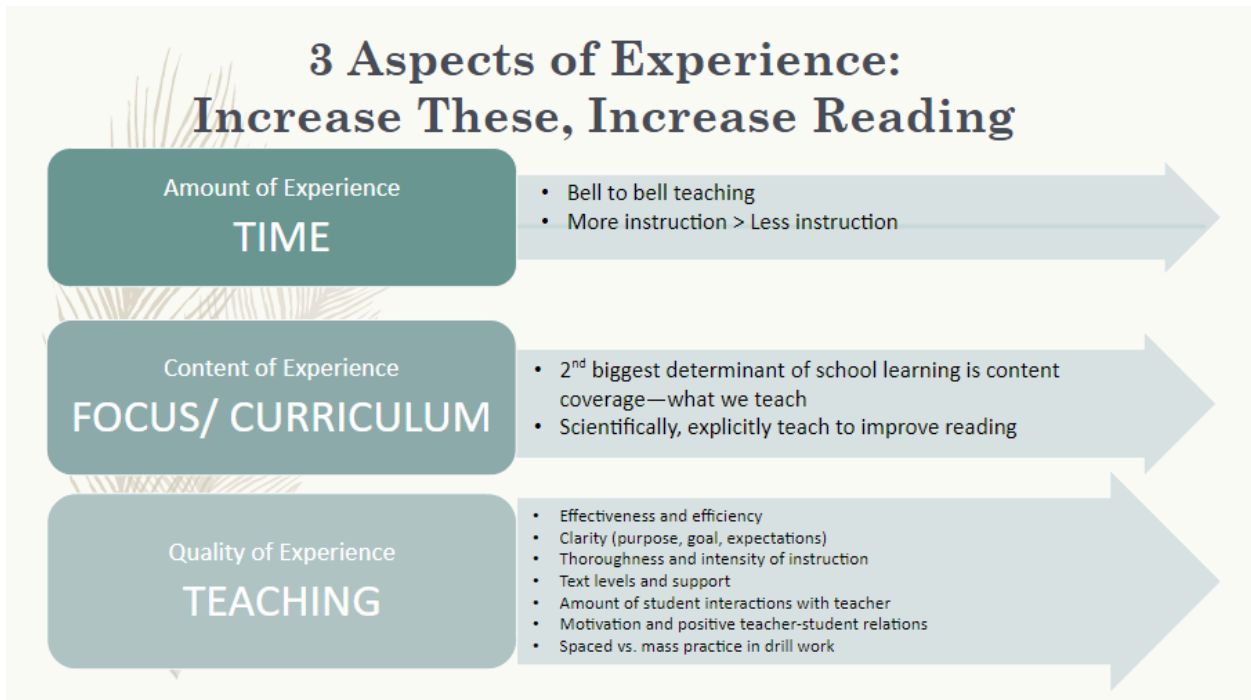 3 Aspects of Experience:
Increase These, Increase Reading
Amount of Experience
TIME
• Bell to bell teaching
• More instruction > Less instruction
Content of Experience
FOCUS/ CURRICULUM
• 2nd biggest determinant of school learning is content
coverage—what we teach
• Scientifically, explicitly teach to improve reading
Quality of Experience
TEACHING
• Effectiveness and efficiency
• Clarity (purpose, goal, expectations)
• Thoroughness and intensity of instruction
• Text levels and support
• Amount of student interactions with teacher
• Motivation and positive teacher-student relations
• Spaced vs. mass practice in drill work